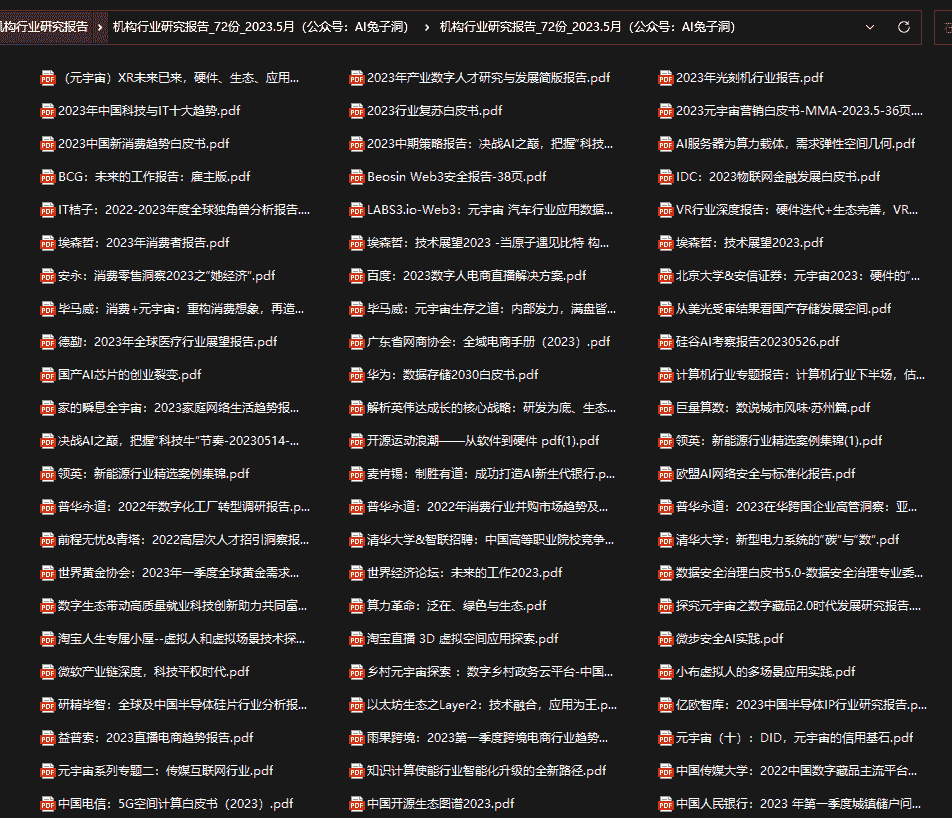 机构行业研究报告 › 机构行业研究报告_72份_2023.5月（公众号：AI兔子洞） › 机构行业研究报告_72份_2023.5月（公众号：AI兔子洞）
（元宇宙）XR未来已来，硬件、生态、应用...
2023年产业数字人才研究与发展简版报告.pdf
2023年光刻机行业报告.pdf
2023年中国科技与IT十大趋势.pdf
2023行业复苏白皮书.pdf
2023元宇宙营销白皮书-MMA-2023.5-36页....
2023中国新消费趋势白皮书.pdf
2023中期策略报告：决战AI之巅，把握“科技...
AI服务器为算力载体，需求弹性空间几何.pdf
BCG：未来的工作报告：雇主版.pdf
Beosin Web3安全报告-38页.pdf
IDC：2023物联网金融发展白皮书.pdf
IT桔子：2022-2023年度全球独角兽分析报告....
LABS3.io-Web3：元宇宙 汽车行业应用数据...
VR行业深度报告：硬件迭代+生态完善，VR...
埃森哲：2023年消费者报告.pdf
埃森哲：技术展望2023 -当原子遇见比特 构...
埃森哲：技术展望2023.pdf
安永：消费零售洞察2023之“她经济”.pdf
百度：2023数字人电商直播解决方案.pdf
北京大学&安信证券：元宇宙2023：硬件的“...
毕马威：消费+元宇宙：重构消费想象，再造...
毕马威：元宇宙生存之道：内部发力，满盘皆...
从美光受审结果看国产存储发展空间.pdf
德勤：2023年全球医疗行业展望报告.pdf
广东省网商协会：全域电商手册（2023）.pdf
硅谷AI考察报告20230526.pdf
国产AI芯片的创业裂变.pdf
华为：数据存储2030白皮书.pdf
计算机行业专题报告：计算机行业下半场，估...
家的瞬息全宇宙：2023家庭网络生活趋势报...
解析英伟达成长的核心战略：研发为底、生态...
巨量算数：数说城市风味·苏州篇.pdf
决战AI之巅，把握“科技牛”节奏-20230514-...
开源运动浪潮——从软件到硬件 pdf(1).pdf
领英：新能源行业精选案例集锦(1).pdf
领英：新能源行业精选案例集锦.pdf
麦肯锡：制胜有道：成功打造AI新生代银行.p...
欧盟AI网络安全与标准化报告.pdf
普华永道：2022年数字化工厂转型调研报告.p...
普华永道：2022年消费行业并购市场趋势及...
普华永道：2023在华跨国企业高管洞察：亚...
前程无忧&青塔：2022高层次人才招引洞察报...
清华大学&智联招聘：中国高等职业院校竞争...
清华大学：新型电力系统的“碳”与“数”.pdf
世界黄金协会：2023年一季度全球黄金需求...
世界经济论坛：未来的工作2023.pdf
数据安全治理白皮书5.0-数据安全治理专业委...
数字生态带动高质量就业科技创新助力共同富...
算力革命：泛在、绿色与生态.pdf
探究元宇宙之数字藏品2.0时代发展研究报告....
淘宝人生专属小屋--虚拟人和虚拟场景技术探...
淘宝直播 3D 虚拟空间应用探索.pdf
微步安全AI实践.pdf
微软产业链深度，科技平权时代.pdf
乡村元宇宙探索 ：数字乡村政务云平台-中国...
小布虚拟人的多场景应用实践.pdf
研精毕智：全球及中国半导体硅片行业分析报...
以太坊生态之Layer2：技术融合，应用为王.p...
亿欧智库：2023中国半导体IP行业研究报告.p...
益普索：2023直播电商趋势报告.pdf
雨果跨境：2023第一季度跨境电商行业趋势...
元宇宙（十）：DID，元宇宙的信用基石.pdf
元宇宙系列专题二：传媒互联网行业.pdf
知识计算使能行业智能化升级的全新路径.pdf
中国传媒大学：2022中国数字藏品主流平台...
中国电信：5G空间计算白皮书（2023）.pdf
中国开源生态图谱2023.pdf
中国人民银行：2023 年第一季度城镇储户问...